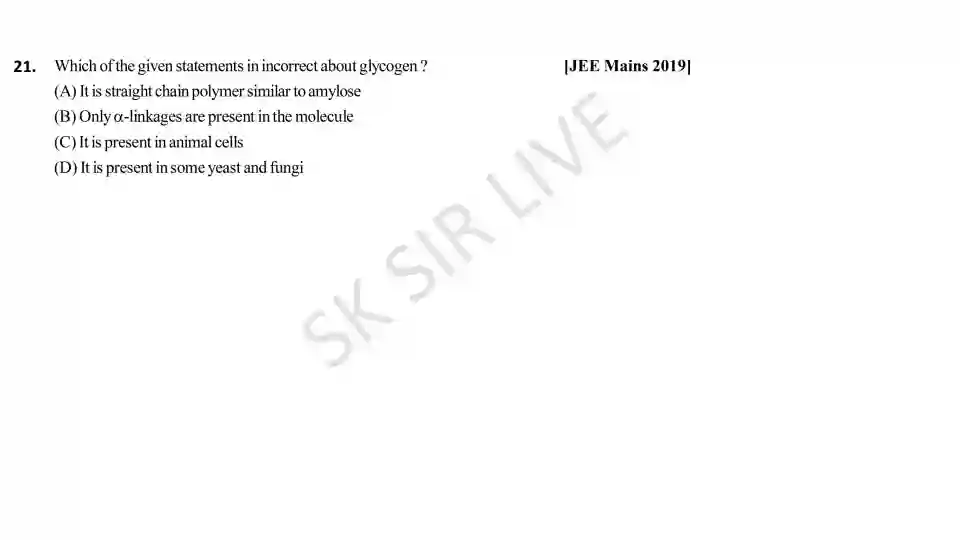 21. Which of the given statements in incorrect about glycogen ? [JEE Mains 2019]
(A) It is straight chain polymer similar to amylose
(B) Only α-linkages are present in the molecule
(C) It is present in animal cells
(D) It is present in some yeast and fungi
SK SIR LIVE